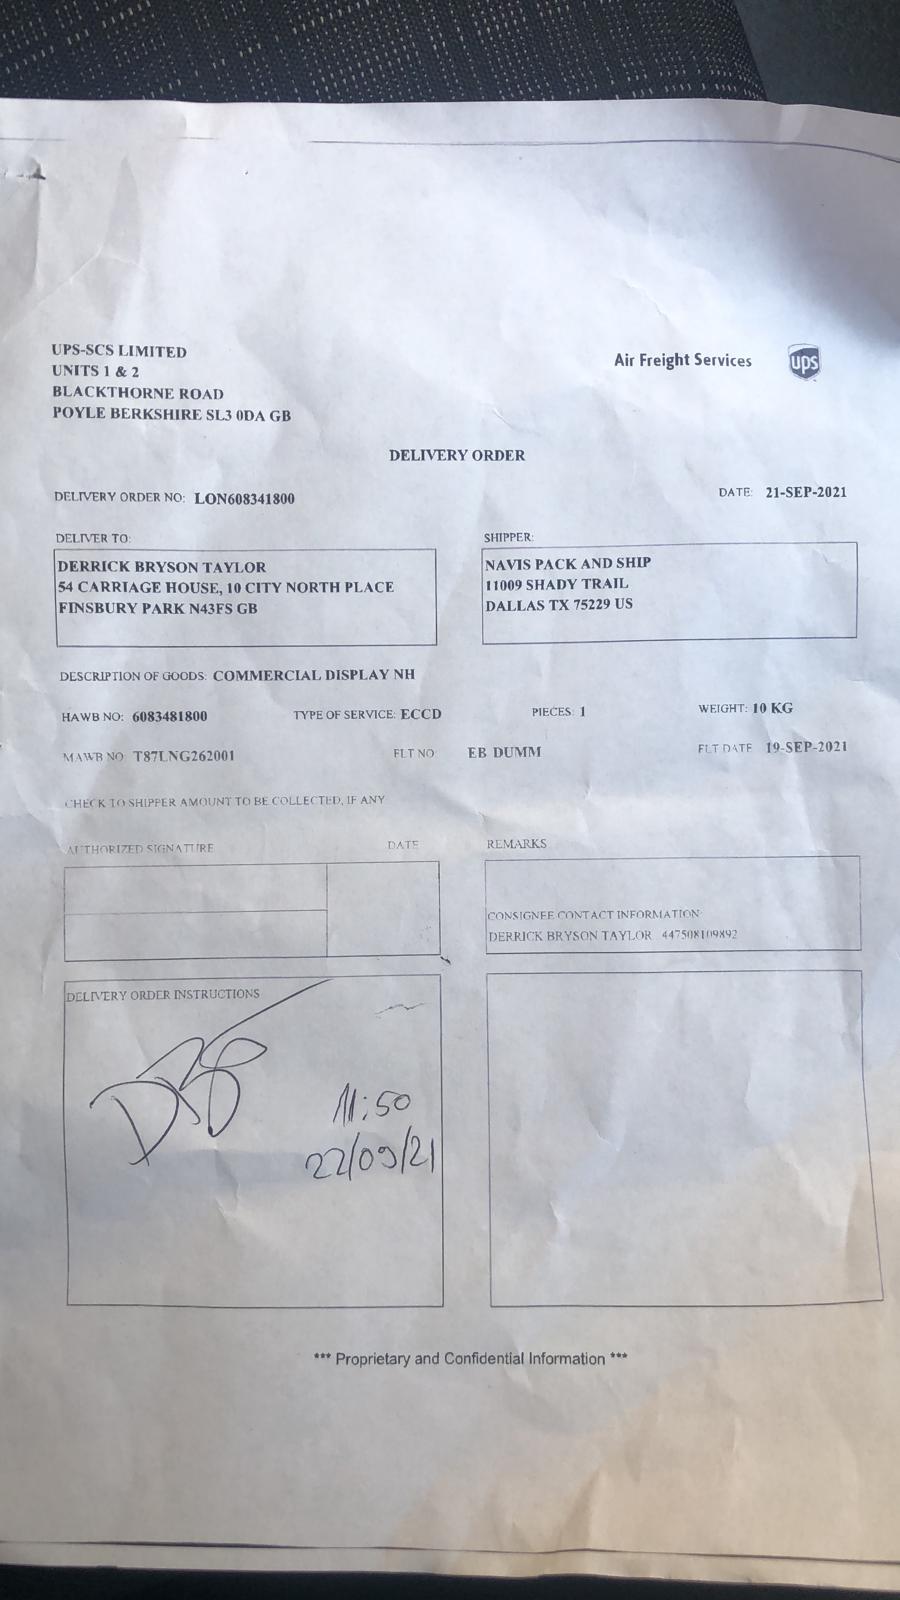 UPS-SCS LIMITED
UNITS 1 & 2
BLACKTHORNE ROAD
POYLE BERKSHIRE SL3 0DA GB
Air Freight Services ups
DELIVERY ORDER
DELIVERY ORDER NO: LON608341800
DATE: 21-SEP-2021
DELIVER TO:
DERRICK BRYSON TAYLOR
54 CARRIAGE HOUSE, 10 CITY NORTH PLACE
FINSBURY PARK N43FS GB
SHIPPER:
NAVIS PACK AND SHIP
11009 SHADY TRAIL
DALLAS TX 75229 US
DESCRIPTION OF GOODS: COMMERCIAL DISPLAY NH
HAWB NO: 6083481800 TYPE OF SERVICE: ECCD PIECES: 1 WEIGHT: 10 KG
MAWB NO T87LNG262001 FLT NO EB DUMM FLT DATE 19-SEP-2021
CHECK TO SHIPPER AMOUNT TO BE COLLECTED, IF ANY
AUTHORIZED SIGNATURE DATE
REMARKS
CONSIGNEE CONTACT INFORMATION
DERRICK BRYSON TAYLOR 447508109892
DELIVERY ORDER INSTRUCTIONS
11:50
22/09/21
*** Proprietary and Confidential Information ***